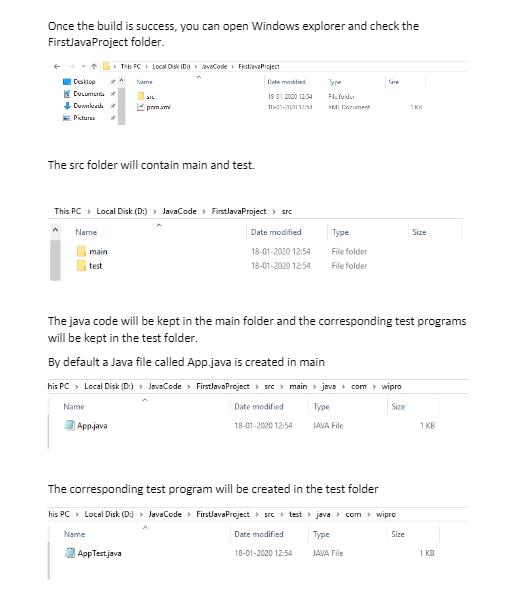 Once the build is success, you can open Windows explorer and check the
FirstJavaProject folder.
This PC › Local Disk (D:) › JavaCode › FirstJavaProject
Desktop
Documents
Downloads
Pictures
Name Date modified Type Size
src 18-01-2020 12:54 File folder
pom.xml 18-01-2020 12:54 XML Document 1 KB
The src folder will contain main and test.
This PC › Local Disk (D:) › JavaCode › FirstJavaProject › src
Name Date modified Type Size
main 18-01-2020 12:54 File folder
test 18-01-2020 12:54 File folder
The java code will be kept in the main folder and the corresponding test programs
will be kept in the test folder.
By default a Java file called App.java is created in main
his PC › Local Disk (D:) › JavaCode › FirstJavaProject › src › main › java › com › wipro
Name Date modified Type Size
App.java 18-01-2020 12:54 JAVA File 1 KB
The corresponding test program will be created in the test folder
his PC › Local Disk (D:) › JavaCode › FirstJavaProject › src › test › java › com › wipro
Name Date modified Type Size
AppTest.java 18-01-2020 12:54 JAVA File 1 KB